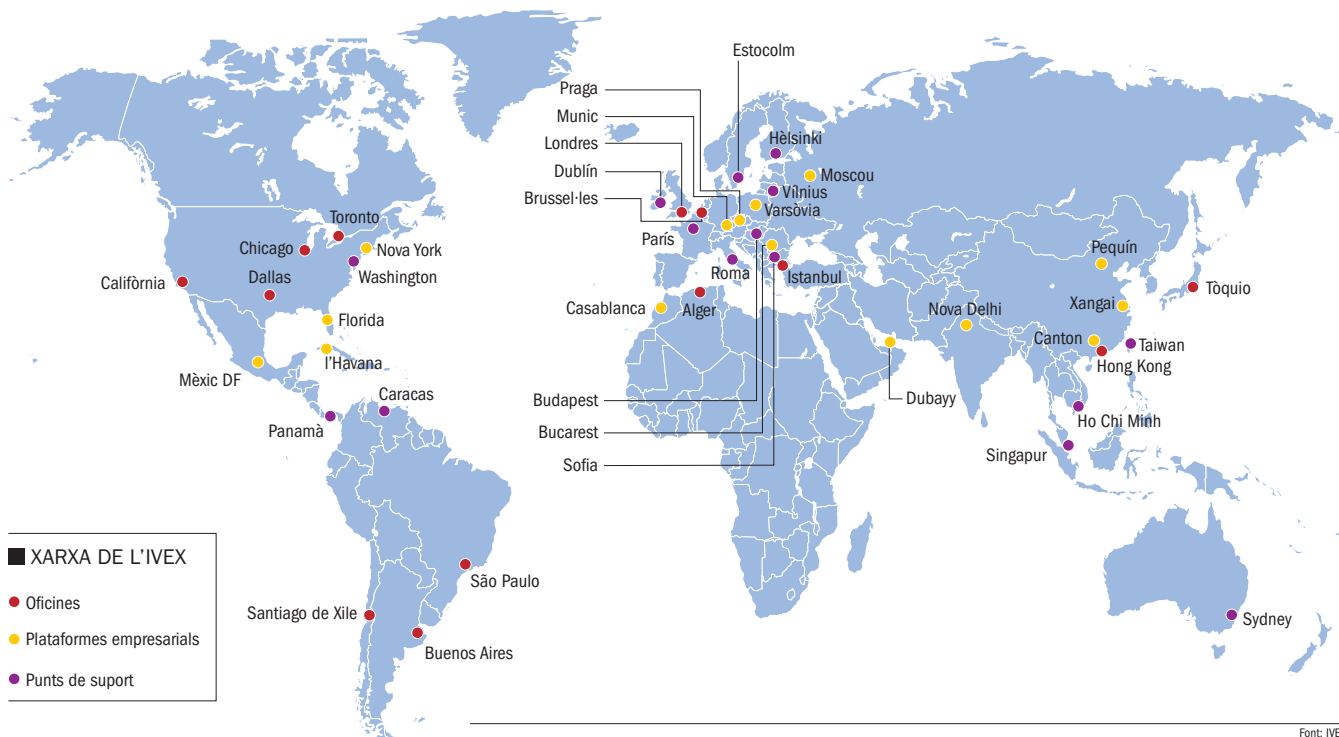 Estocolm
Praga
Munic
Londres
Dublín
Brussel·les
Hèlsinki
Moscou
Vílnius
Varsòvia
París
Roma
Istanbul
Toronto
Chicago
Nova York
Washington
Califòrnia
Dallas
Florida
l'Havana
Mèxic DF
Caracas
Panamà
Casablanca
Alger
Budapest
Bucarest
Sofia
Dubayy
Nova Delhi
Pequín
Xangai
Tòquio
Canton
Taiwan
Hong Kong
Ho Chi Minh
Singapur
São Paulo
Santiago de Xile
Buenos Aires
Sydney
XARXA DE L'IVEX
Oficines
Plataformes empresarials
Punts de suport
Font: IVE